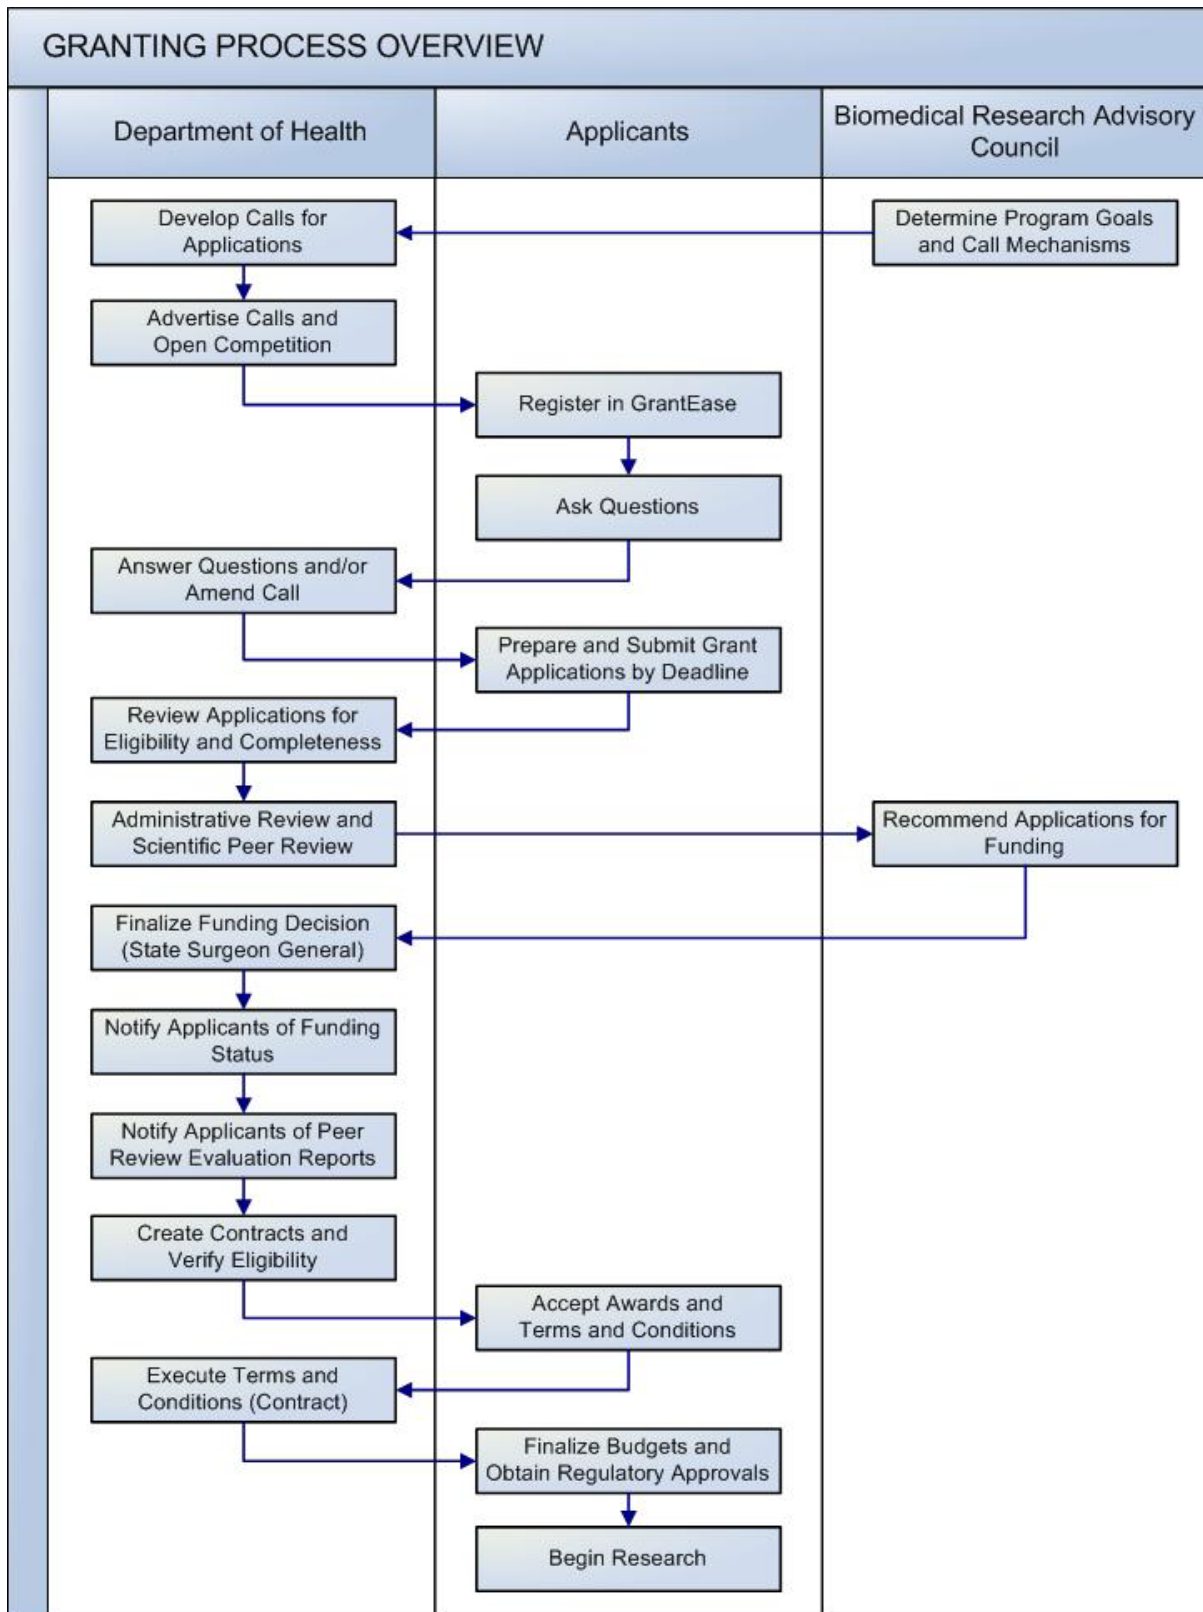 GRANTING PROCESS OVERVIEW
Department of Health
Applicants
Biomedical Research Advisory
Council
Develop Calls for
Applications
Determine Program Goals
and Call Mechanisms
Advertise Calls and
Open Competition
Register in GrantEase
Ask Questions
Answer Questions and/or
Amend Call
Prepare and Submit Grant
Applications by Deadline
Review Applications for
Eligibility and Completeness
Administrative Review and
Scientific Peer Review
Recommend Applications for
Funding
Finalize Funding Decision
(State Surgeon General)
Notify Applicants of Funding
Status
Notify Applicants of Peer
Review Evaluation Reports
Create Contracts and
Verify Eligibility
Accept Awards and
Terms and Conditions
Execute Terms and
Conditions (Contract)
Finalize Budgets and
Obtain Regulatory Approvals
Begin Research